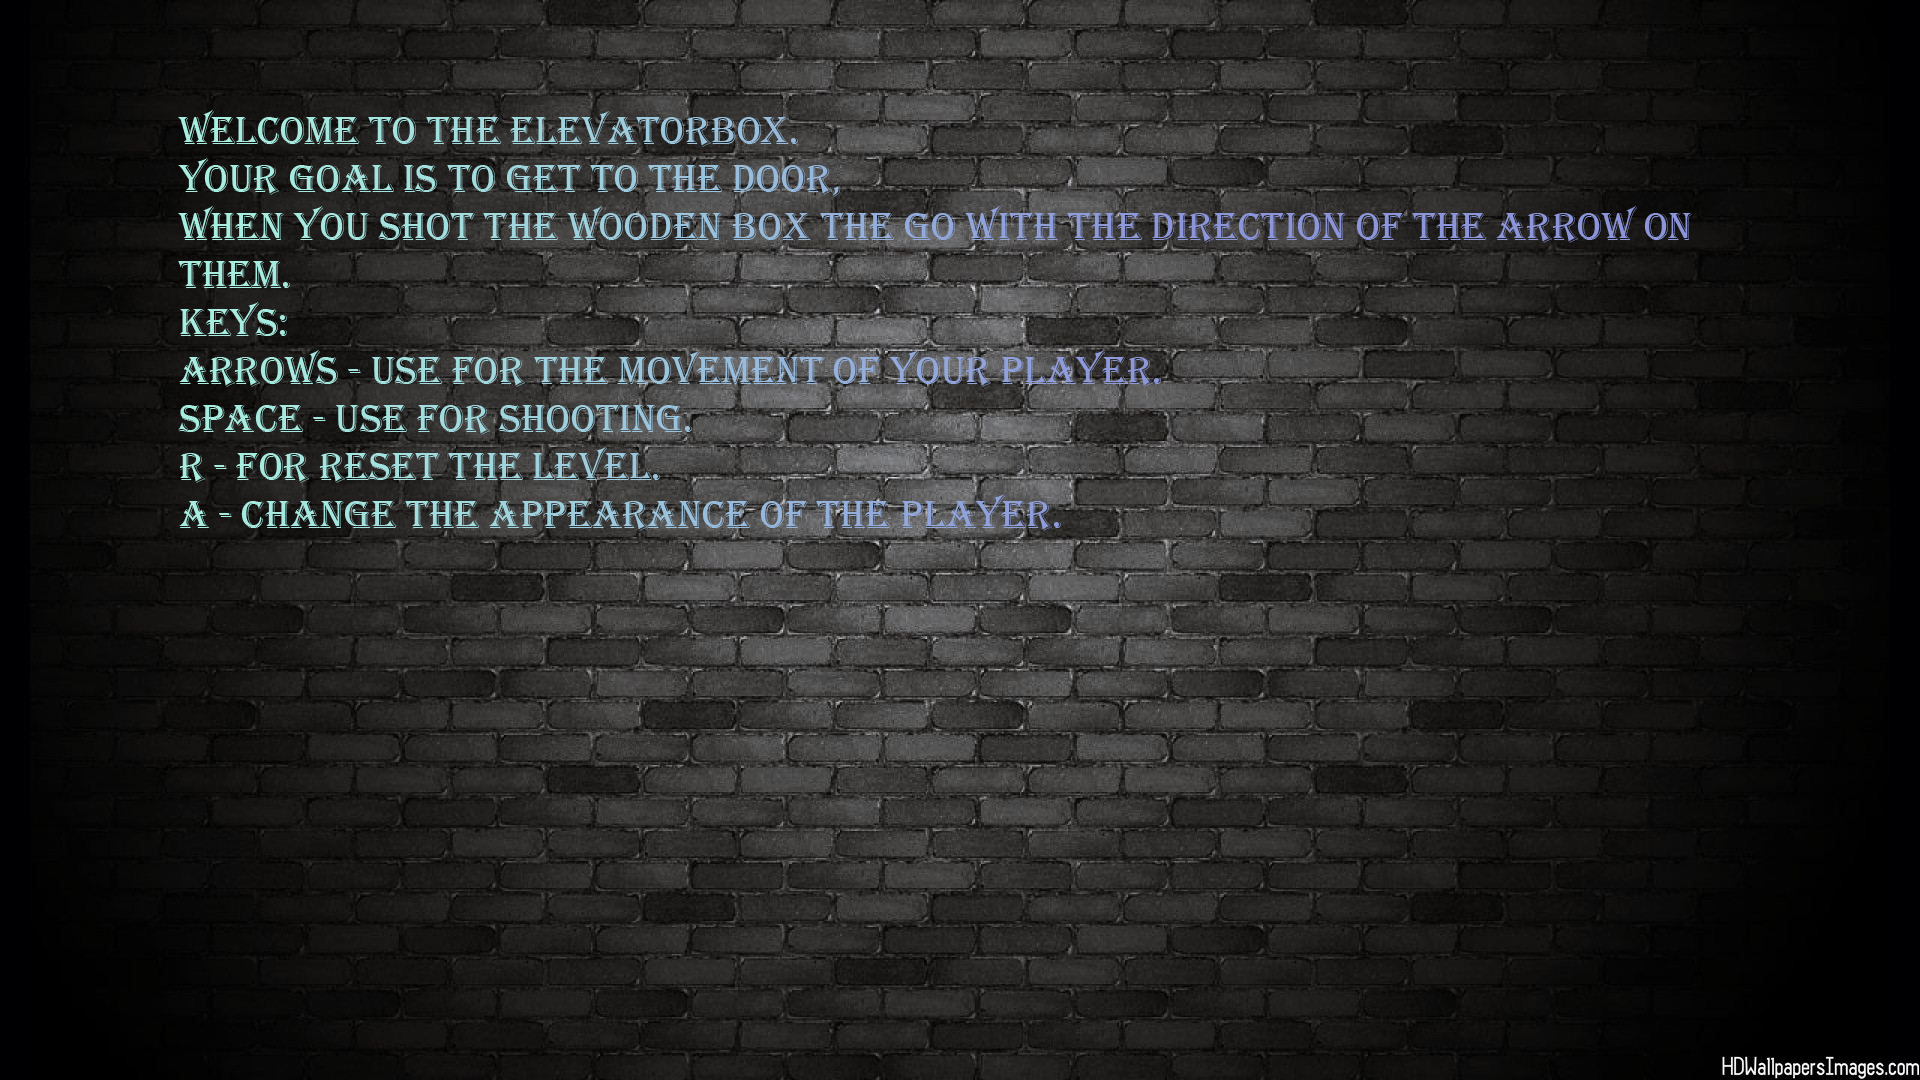 WELCOME TO THE ELEVATORBOX.
YOUR GOAL IS TO GET TO THE DOOR,
WHEN YOU SHOT THE WOODEN BOX THE GO WITH THE DIRECTION OF THE ARROW ON
THEM.
KEYS:
ARROWS - USE FOR THE MOVEMENT OF YOUR PLAYER.
SPACE - USE FOR SHOOTING.
R - FOR RESET THE LEVEL.
A - CHANGE THE APPEARANCE OF THE PLAYER.
HDWallpapersImages.com